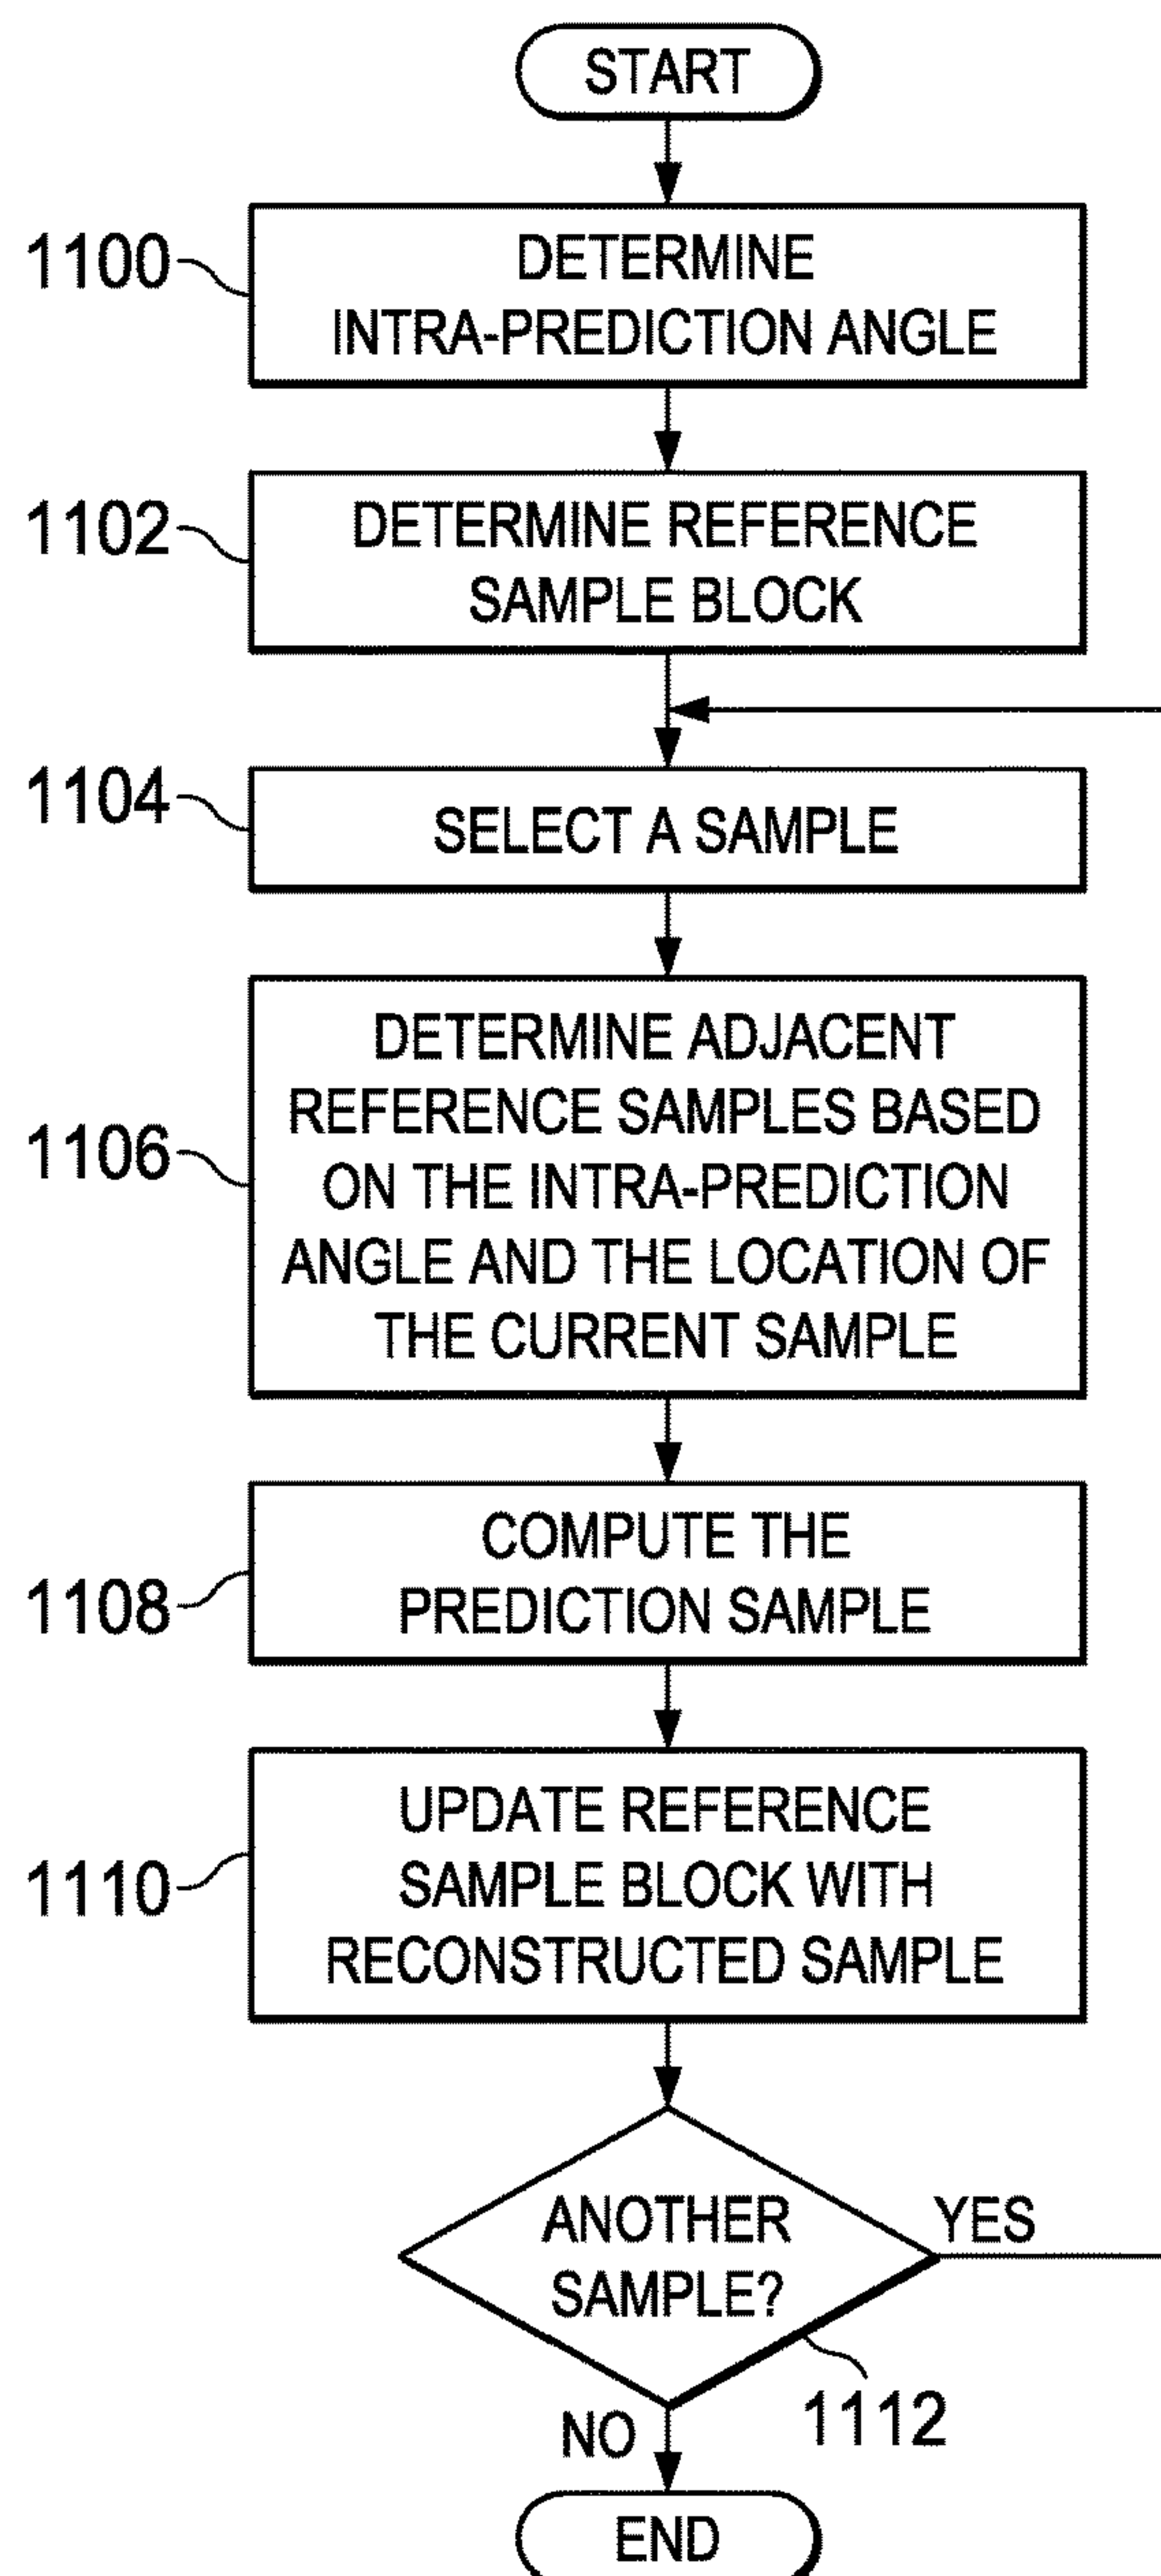 START
1100
DETERMINE
INTRA-PREDICTION ANGLE
1102
DETERMINE REFERENCE
SAMPLE BLOCK
1104
SELECT A SAMPLE
1106
DETERMINE ADJACENT
REFERENCE SAMPLES BASED
ON THE INTRA-PREDICTION
ANGLE AND THE LOCATION OF
THE CURRENT SAMPLE
1108
COMPUTE THE
PREDICTION SAMPLE
1110
UPDATE REFERENCE
SAMPLE BLOCK WITH
RECONSTRUCTED SAMPLE
ANOTHER
SAMPLE?
YES
1112
NO
END